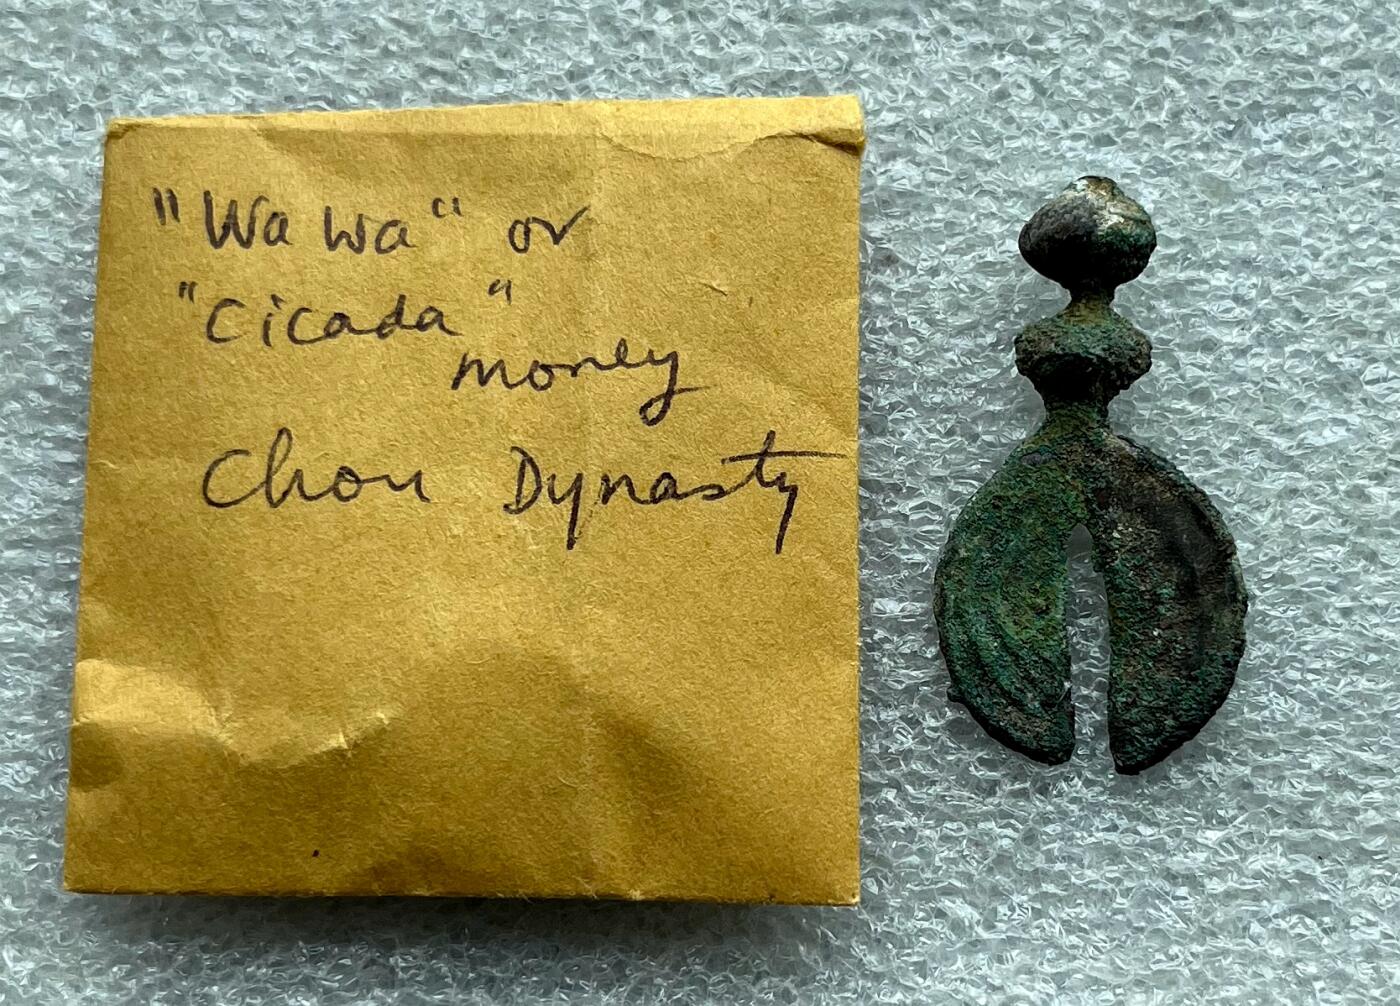 "Wa Wa" or
"Cicada"
money
Chou Dynasty